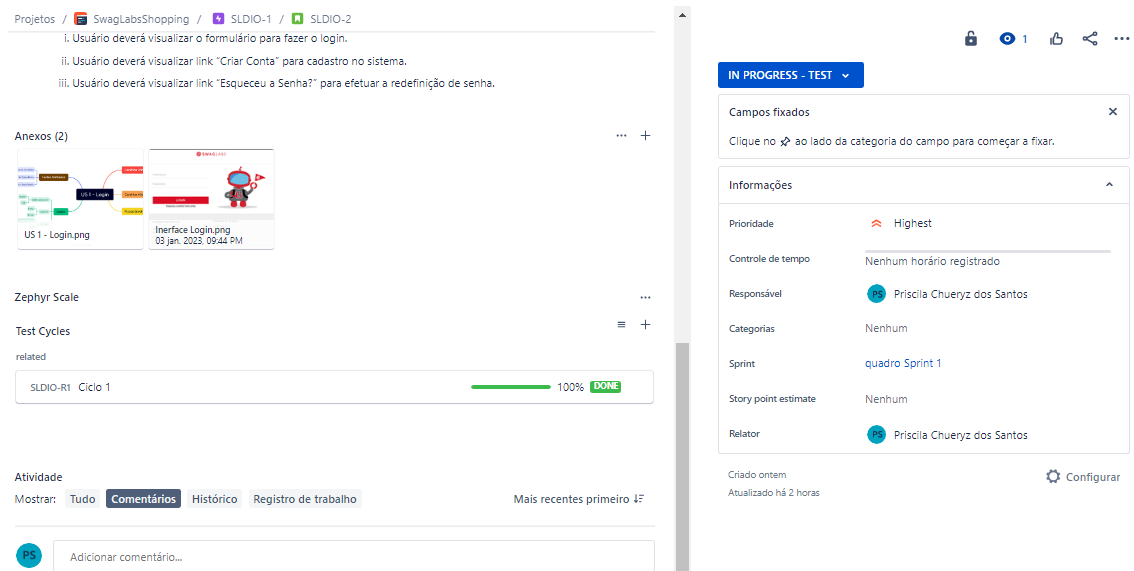 Projetos / SwagLabsShopping / SLDIO-1 / SLDIO-2
i. Usuário deverá visualizar o formulário para fazer o login.
ii. Usuário deverá visualizar link “Criar Conta” para cadastro no sistema.
iii. Usuário deverá visualizar link “Esqueceu a Senha?” para efetuar a redefinição de senha.
Anexos (2)
US 1 - Login
US 1 - Login.png
SWAGLABS
LOGIN
Inerface Login.png
03 jan. 2023, 09:44 PM
Zephyr Scale
Test Cycles
related
SLDIO-R1 Ciclo 1 100% DONE
Atividade
Mostrar: Tudo Comentários Histórico Registro de trabalho Mais recentes primeiro
PS Adicionar comentário...
1
IN PROGRESS - TEST
Campos fixados
Clique no ao lado da categoria do campo para começar a fixar.
Informações
Prioridade Highest
Controle de tempo Nenhum horário registrado
Responsável PS Priscila Chueryz dos Santos
Categorias Nenhum
Sprint quadro Sprint 1
Story point estimate Nenhum
Relator PS Priscila Chueryz dos Santos
Criado ontem
Atualizado há 2 horas
Configurar